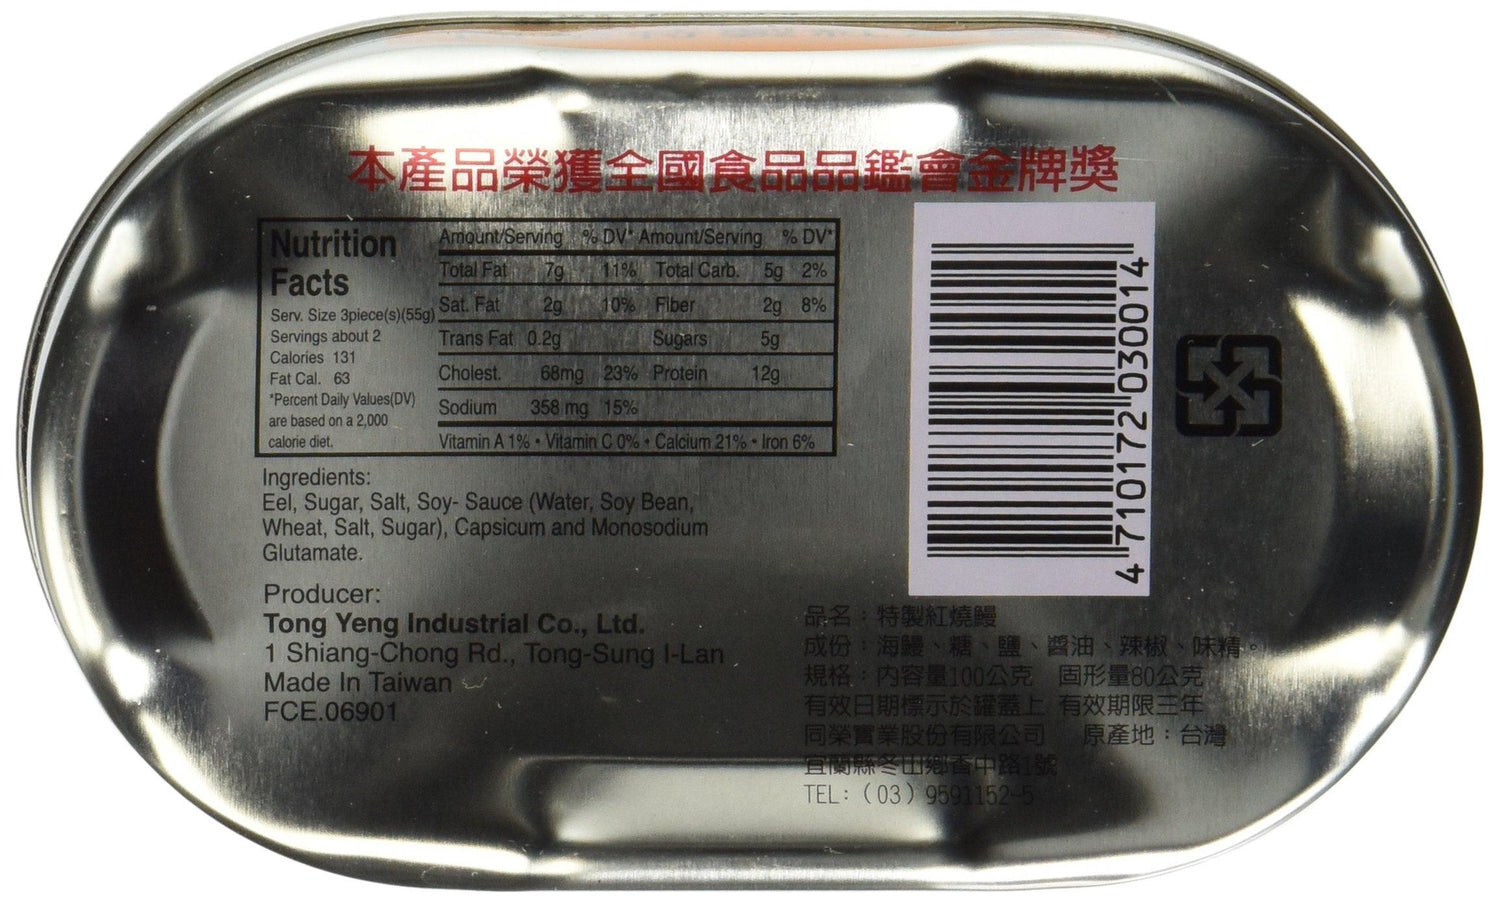 本產品榮獲全國食品品鑑會金牌獎
Nutrition
Facts
Serv. Size 3piece(s)(55g)
Servings about 2
Calories 131
Fat Cal. 63
*Percent Daily Values(DV)
are based on a 2,000
calorie diet.
Amount/Serving % DV* Amount/Serving % DV*
Total Fat 7g 11% Total Carb. 5g 2%
Sat. Fat 2g 10% Fiber 2g 8%
Trans Fat 0.2g Sugars 5g
Cholest. 68mg 23% Protein 12g
Sodium 358 mg 15%
Vitamin A 1% • Vitamin C 0% • Calcium 21% • Iron 6%
Ingredients:
Eel, Sugar, Salt, Soy- Sauce (Water, Soy Bean,
Wheat, Salt, Sugar), Capsicum and Monosodium
Glutamate.
Producer:
Tong Yeng Industrial Co., Ltd.
1 Shiang-Chong Rd., Tong-Sung I-Lan
Made In Taiwan
FCE.06901
4 710172 030014
品名：特製紅燒鰻
成份：海鰻、糖、鹽、醬油、辣椒、味精。
規格：內容量100公克 固形量80公克
有效日期標示於罐蓋上 有效期限三年
同榮實業股份有限公司 原產地：台灣
宜蘭縣冬山鄉香中路1號
TEL:(03)9591152-5